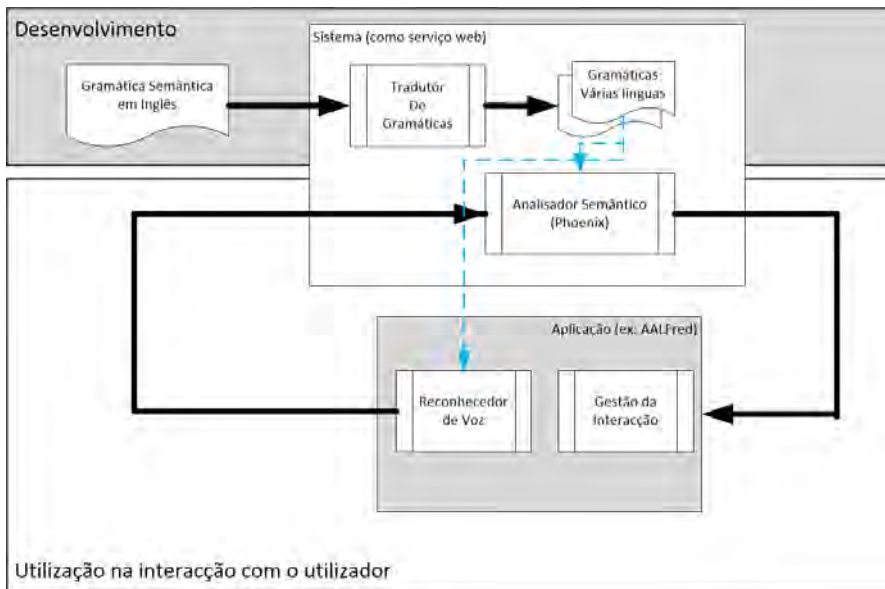 Desenvolvimento
Sistema (como serviço web)
Gramática Semântica
em Inglês
Tradutor
De
Gramáticas
Gramáticas
Várias línguas
Analisador Semântico
(Phoenix)
Aplicação (ex: AALFred)
Reconhecedor
de Voz
Gestão da
Interacção
Utilização na interacção com o utilizador